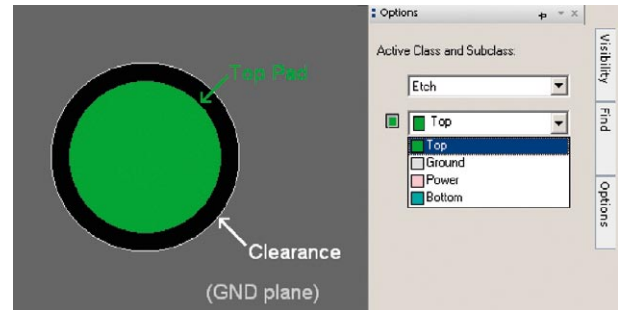 Top Pad
Clearance
(GND plane)
Options
Active Class and Subclass:
Etch
Top
Top
Ground
Power
Bottom
Visibility
Find
Options